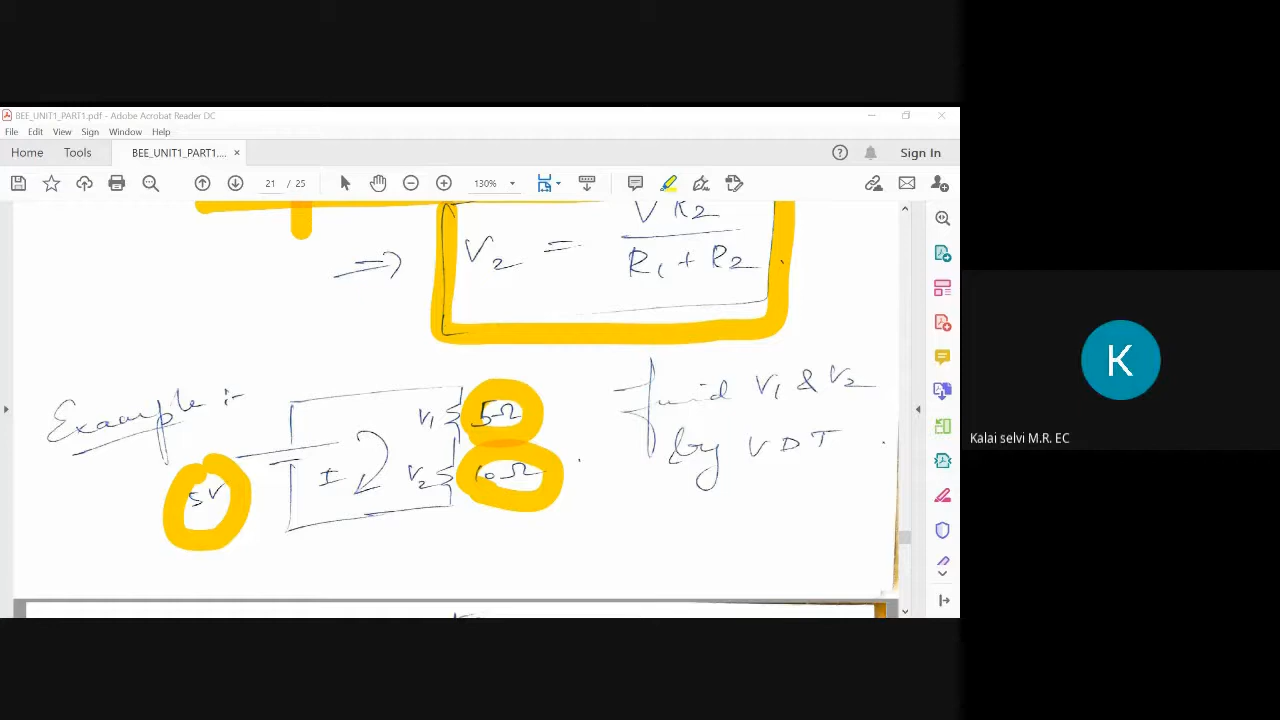 BEE_UNIT1_PART1.pdf - Adobe Acrobat Reader DC
File Edit View Sign Window Help
Home Tools BEE_UNIT1_PART1.... × Sign In
21 / 25 130%
V2 = V R2 / R1 + R2
Example :-
V1 5Ω
find V1 & V2
by VDT
5V
I
V2 10Ω
K
Kalai selvi M.R. EC